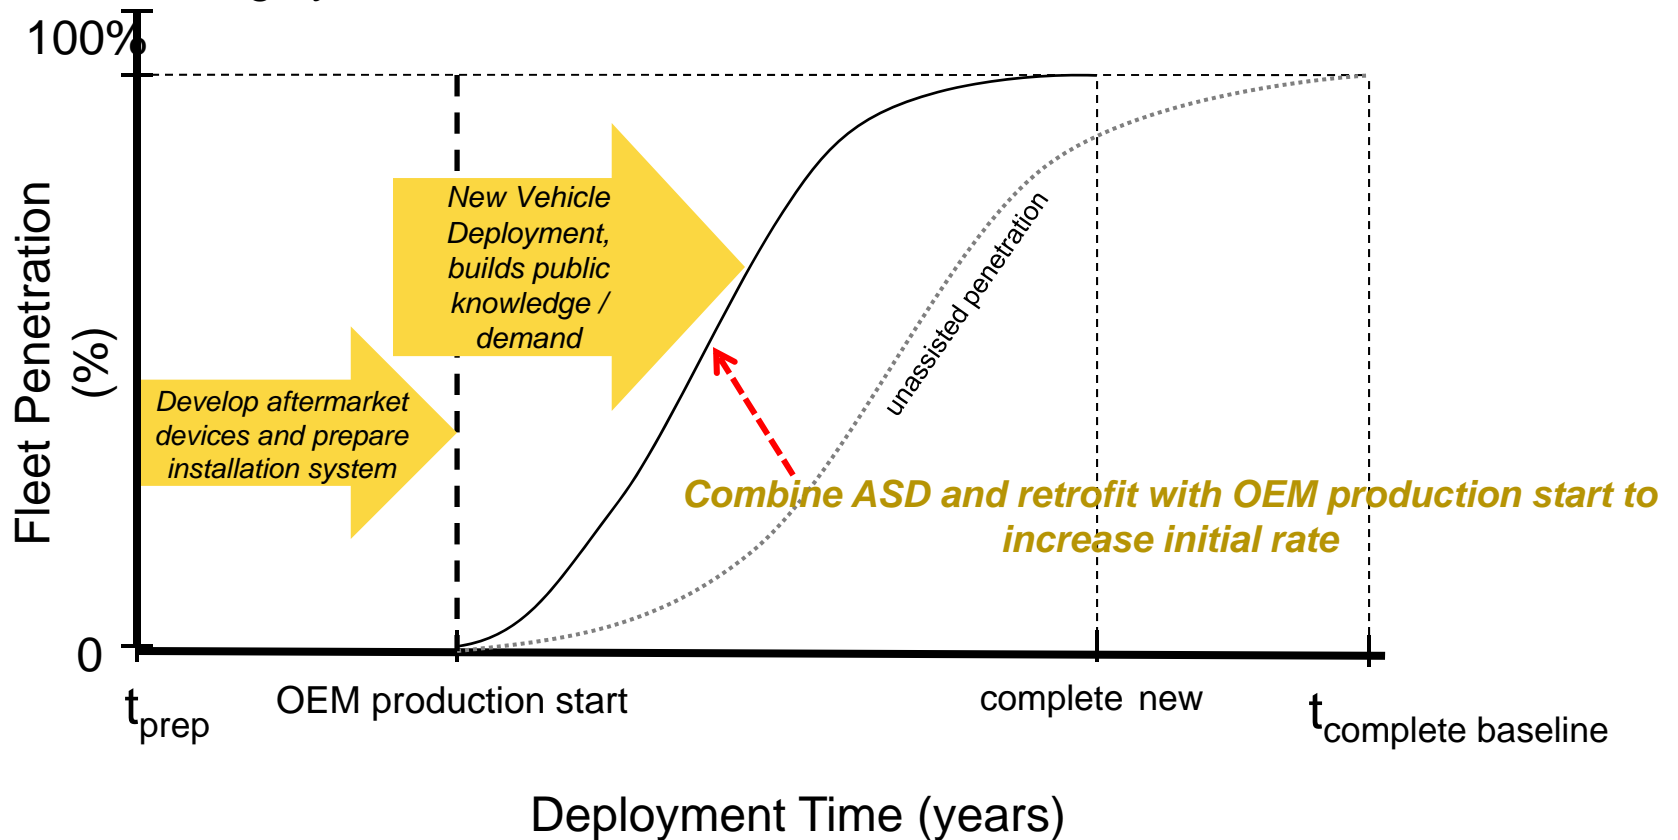 100%
New Vehicle
Deployment,
builds public
knowledge /
demand
Develop aftermarket
devices and prepare
installation system
unassisted penetration
Combine ASD and retrofit with OEM production start to
increase initial rate
Fleet Penetration
(%)
0
tprep
OEM production start
complete new
tcomplete baseline
Deployment Time (years)